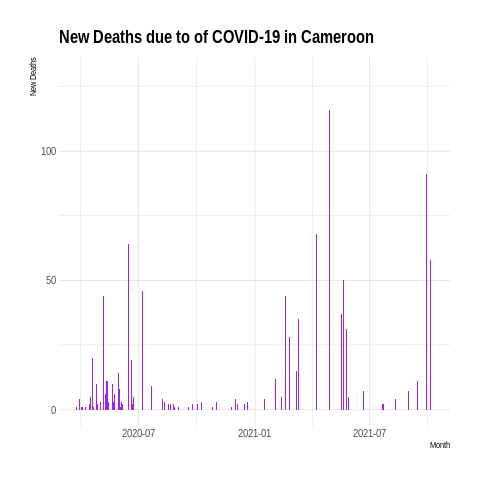 New Deaths due to of COVID-19 in Cameroon
New Deaths
100
50
0
2020-07
2021-01
2021-07
Month